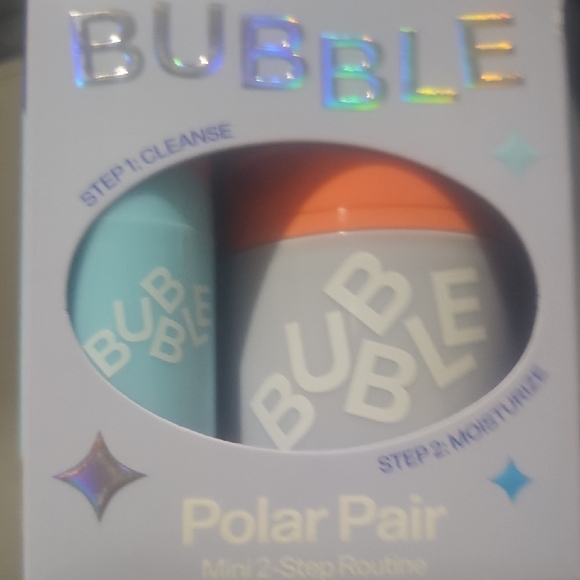 BUBBLE
STEP 1: CLEANSE
BUBBLE
BUBBLE
STEP 2: MOISTURIZE
Polar Pair
Mini 2-Step Routine